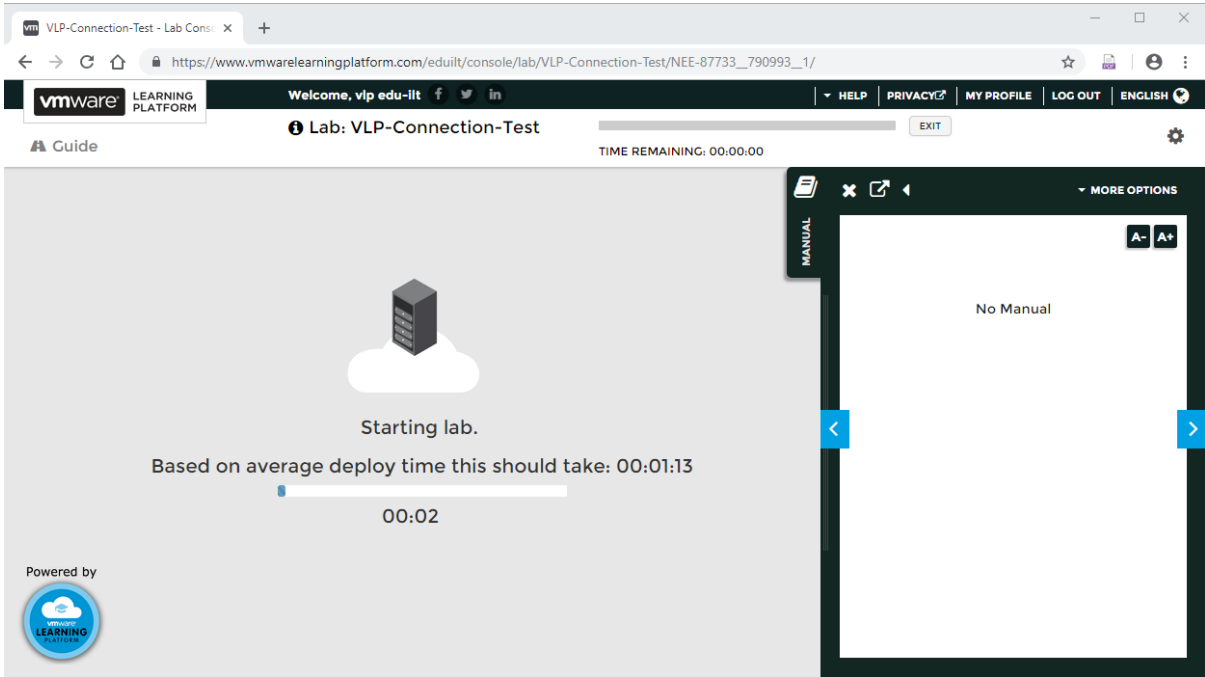 VLP-Connection-Test - Lab Cons
https://www.vmwarelearningplatform.com/eduilt/console/lab/VLP-Connection-Test/NEE-87733__790993__1/
vmware LEARNING PLATFORM
Welcome, vlp edu-ilt
HELP PRIVACY MY PROFILE LOG OUT ENGLISH
Guide
Lab: VLP-Connection-Test
EXIT
TIME REMAINING: 00:00:00
MANUAL
MORE OPTIONS
A- A+
No Manual
Starting lab.
Based on average deploy time this should take: 00:01:13
00:02
Powered by
vmware
LEARNING
PLATFORM